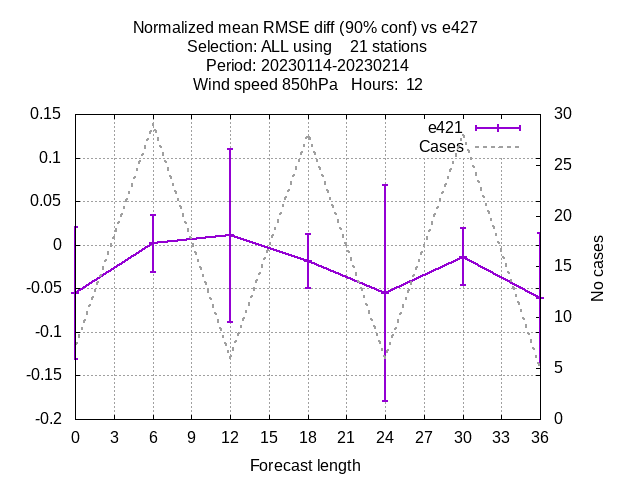 Normalized mean RMSE diff (90% conf) vs e427
Selection: ALL using    21 stations
Period: 20230114-20230214
Wind speed 850hPa   Hours:  12
0.15
0.1
0.05
0
-0.05
-0.1
-0.15
-0.2
e421
Cases
30
25
20
15
10
5
0
No cases
0 3 6 9 12 15 18 21 24 27 30 33 36
Forecast length